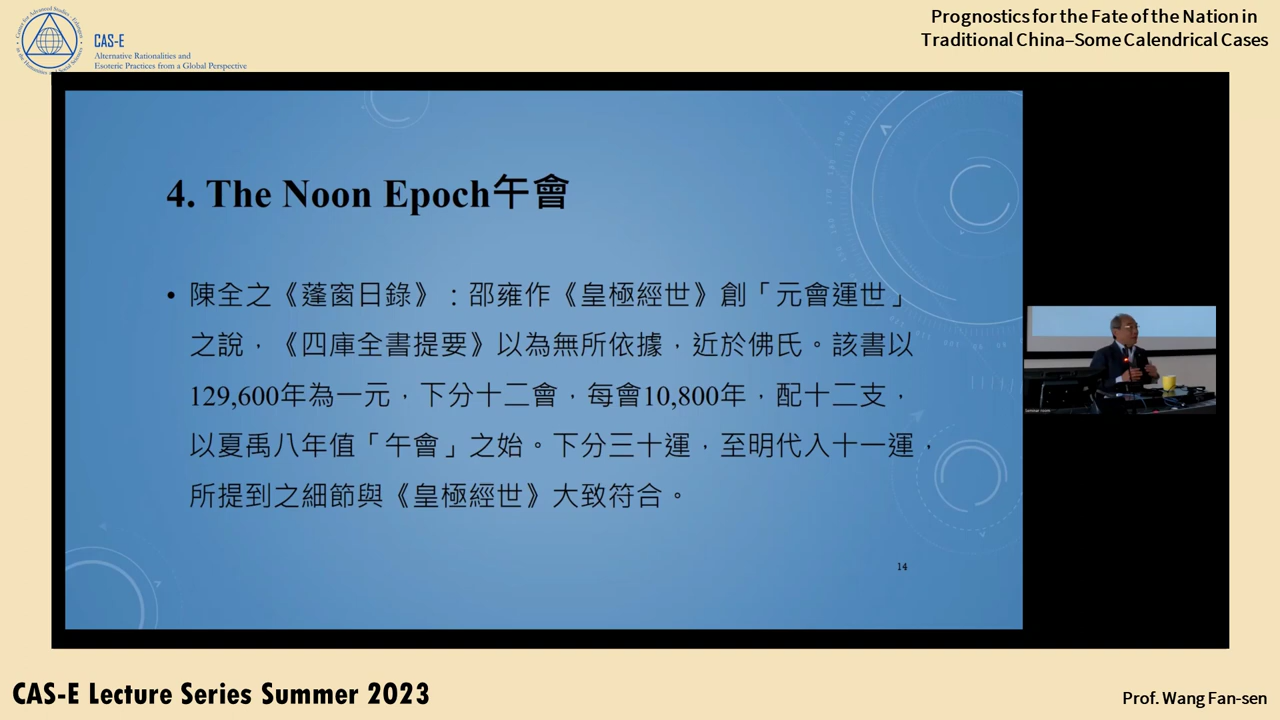 CAS-E
Alternative Rationalities and
Esoteric Practices from a Global Perspective
Prognostics for the Fate of the Nation in
Traditional China–Some Calendrical Cases
4. The Noon Epoch午會
• 陳全之《蓬窗日錄》：邵雍作《皇極經世》創「元會運世」
之說，《四庫全書提要》以為無所依據，近於佛氏。該書以
129,600年為一元，下分十二會，每會10,800年，配十二支，
以夏禹八年值「午會」之始。下分三十運，至明代入十一運，
所提到之細節與《皇極經世》大致符合。
14
CAS-E Lecture Series Summer 2023
Prof. Wang Fan-sen